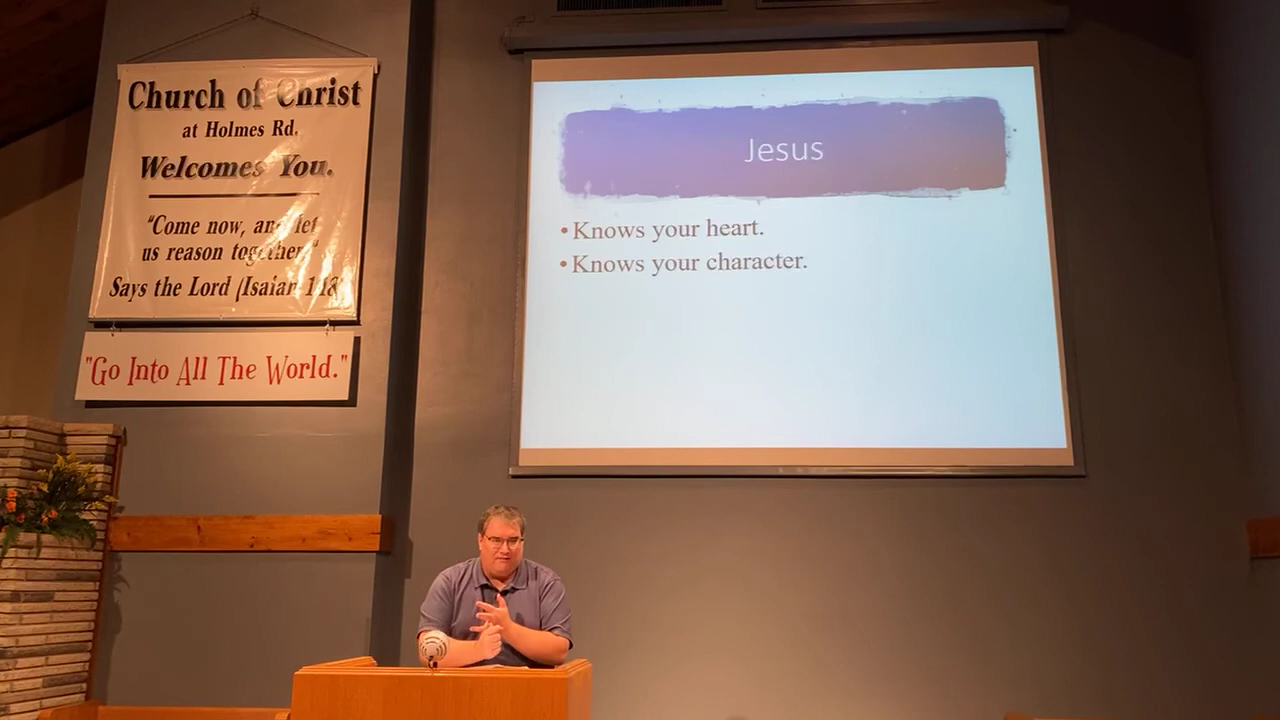 Church of Christ
at Holmes Rd.
Welcomes You.
"Come now, and let
us reason together,"
Says the Lord (Isaiah 1:18)
"Go Into All The World."
Jesus
• Knows your heart.
• Knows your character.